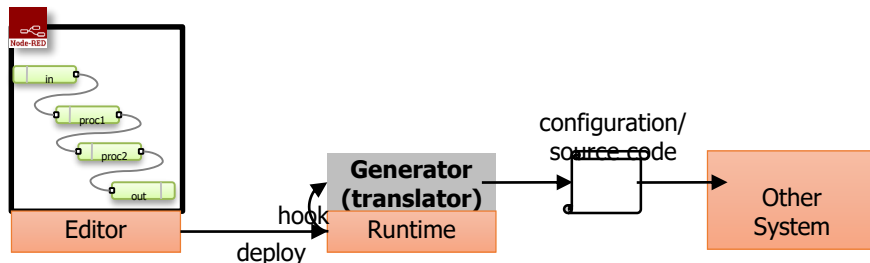 Node-RED
in
proc1
proc2
out
Editor
deploy
hook
Generator
(translator)
Runtime
configuration/
source code
Other
System